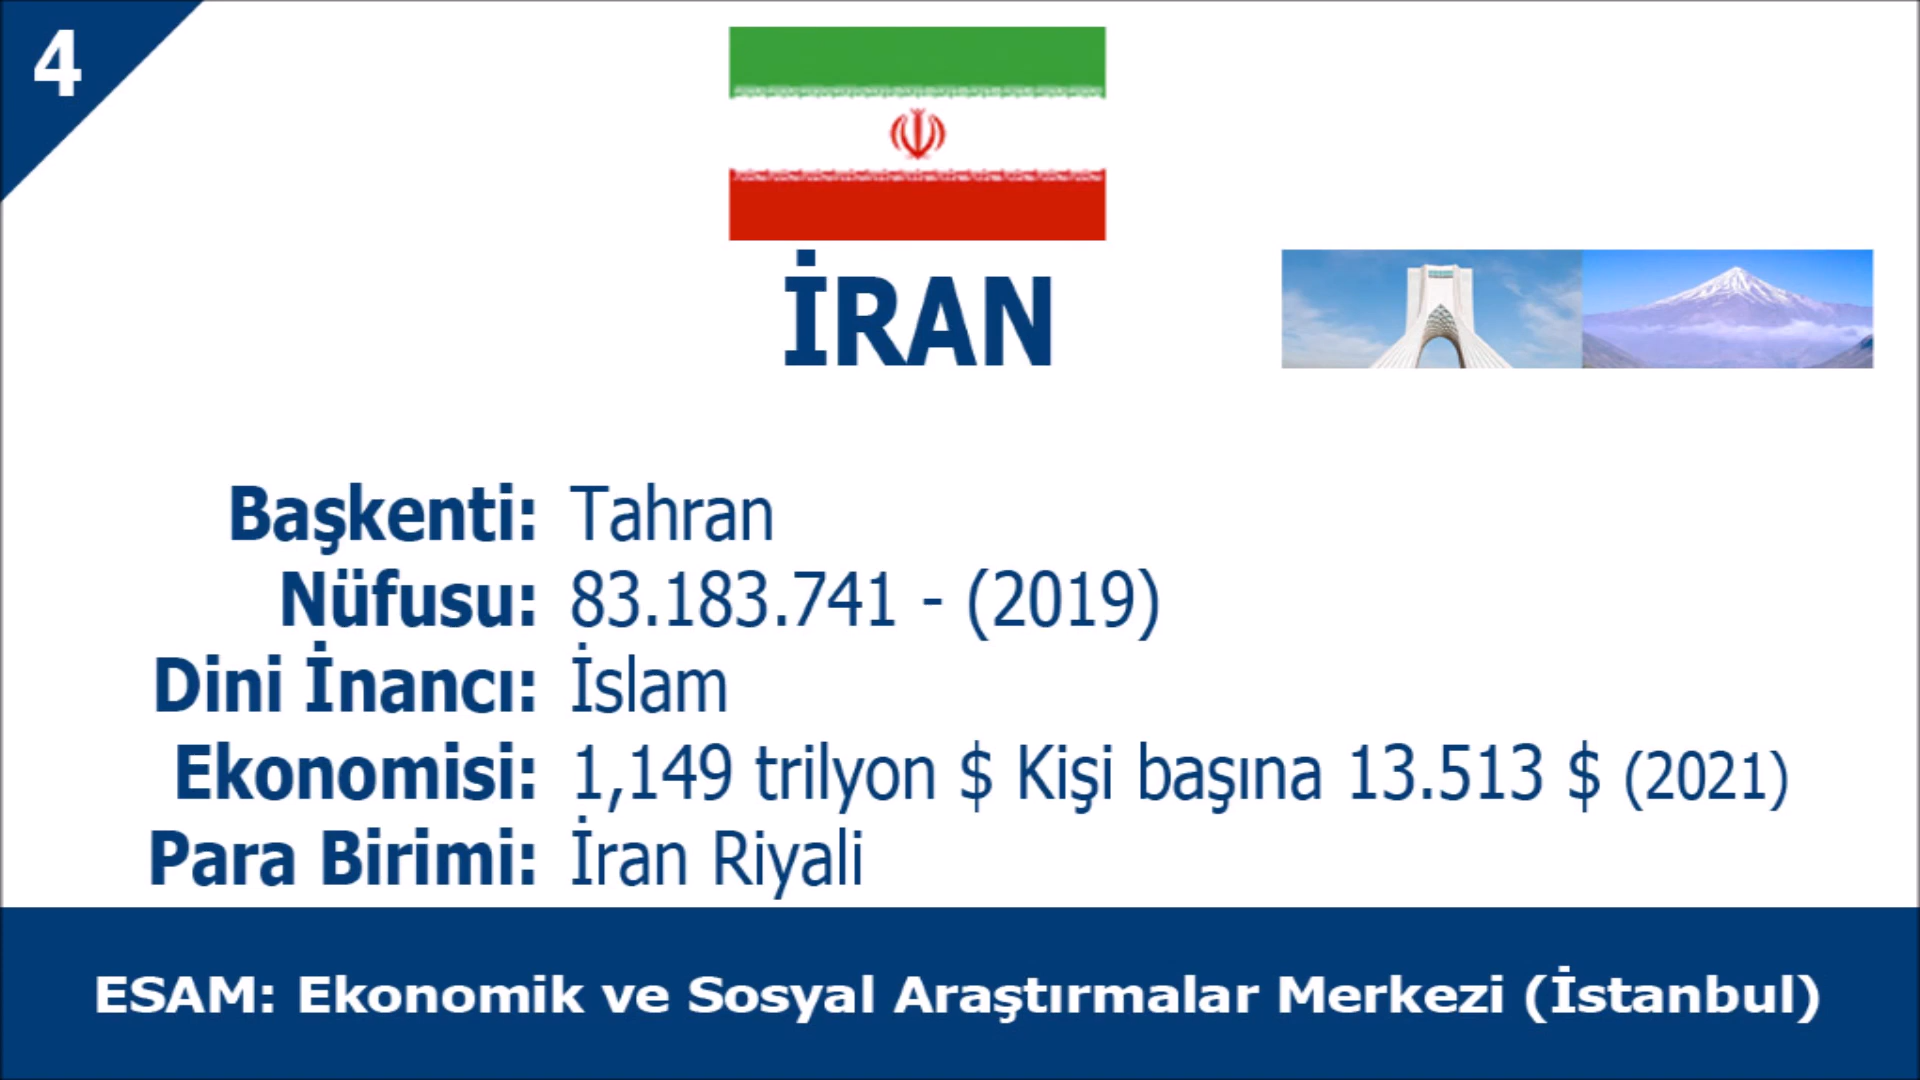 4
İRAN
Başkenti: Tahran
Nüfusu: 83.183.741 - (2019)
Dini İnancı: İslam
Ekonomisi: 1,149 trilyon $ Kişi başına 13.513 $ (2021)
Para Birimi: İran Riyali
ESAM: Ekonomik ve Sosyal Araştırmalar Merkezi (İstanbul)